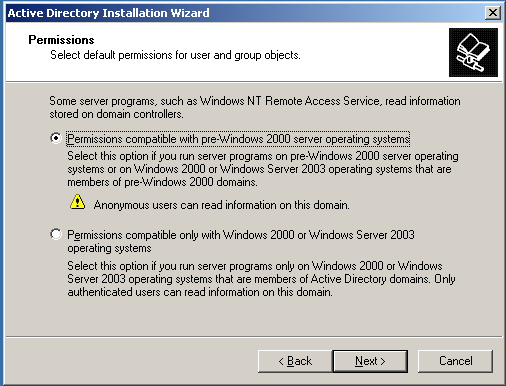 Active Directory Installation Wizard
Permissions
Select default permissions for user and group objects.
Some server programs, such as Windows NT Remote Access Service, read information
stored on domain controllers.
Permissions compatible with pre-Windows 2000 server operating systems
Select this option if you run server programs on pre-Windows 2000 server operating
systems or on Windows 2000 or Windows Server 2003 operating systems that are
members of pre-Windows 2000 domains.
Anonymous users can read information on this domain.
Permissions compatible only with Windows 2000 or Windows Server 2003
operating systems
Select this option if you run server programs only on Windows 2000 or Windows
Server 2003 operating systems that are members of Active Directory domains. Only
authenticated users can read information on this domain.
< Back
Next >
Cancel